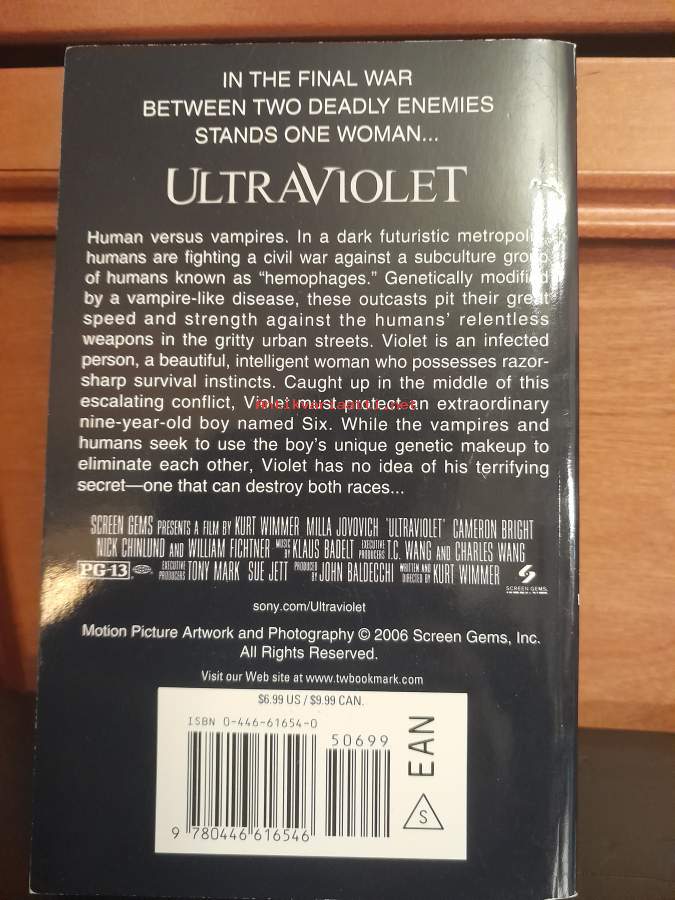 IN THE FINAL WAR
BETWEEN TWO DEADLY ENEMIES
STANDS ONE WOMAN...
ULTRAVIOLET
Human versus vampires. In a dark futuristic metropolis,
humans are fighting a civil war against a subculture group
of humans known as “hemophages.” Genetically modified
by a vampire-like disease, these outcasts pit their great
speed and strength against the humans’ relentless
weapons in the gritty urban streets. Violet is an infected
person, a beautiful, intelligent woman who possesses razor-
sharp survival instincts. Caught up in the middle of this
escalating conflict, Violet must protect an extraordinary
nine-year-old boy named Six. While the vampires and
humans seek to use the boy’s unique genetic makeup to
eliminate each other, Violet has no idea of his terrifying
secret—one that can destroy both races...
SCREEN GEMS PRESENTS A FILM BY KURT WIMMER MILLA JOVOVICH "ULTRAVIOLET" CAMERON BRIGHT
NICK CHINLUND AND WILLIAM FICHTNER MUSIC BY KLAUS BADELT EXECUTIVE PRODUCERS T.C. WANG AND CHARLES WANG
PG-13 EXECUTIVE PRODUCERS TONY MARK SUE JETT PRODUCED BY JOHN BALDECCHI WRITTEN AND DIRECTED BY KURT WIMMER
SCREEN GEMS
sony.com/Ultraviolet
Motion Picture Artwork and Photography © 2006 Screen Gems, Inc.
All Rights Reserved.
Visit our Web site at www.twbookmark.com
$6.99 US / $9.99 CAN.
ISBN 0-446-61654-0
50699
9 780446 616546
EAN
S